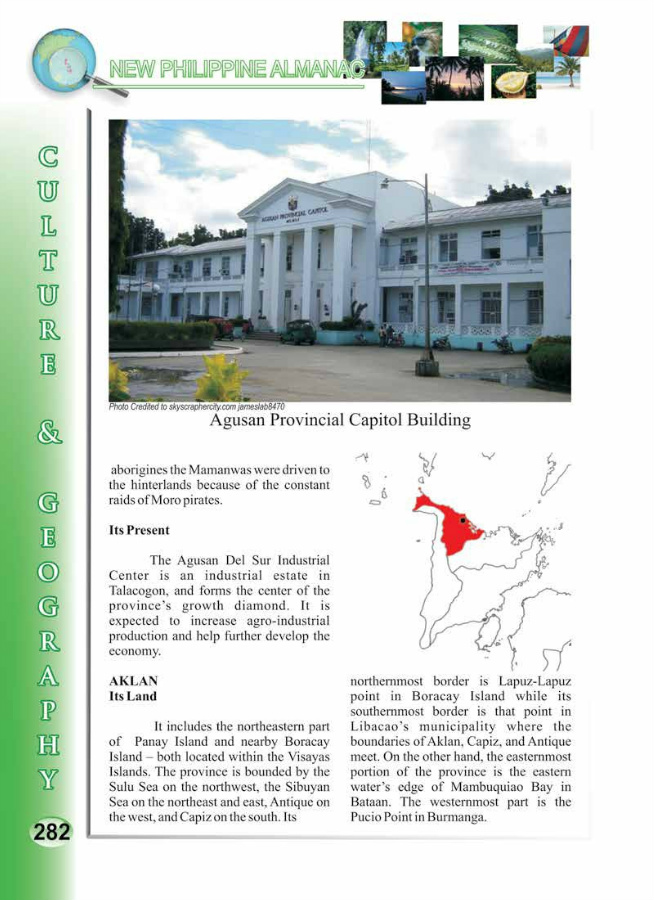 NEW PHILIPPINE ALMANAC
CULTURE & GEOGRAPHY
AGUSAN PROVINCIAL CAPITOL
Photo Credited to skyscraphercity.com jameslab8470
Agusan Provincial Capitol Building
aborigines the Mamanwas were driven to
the hinterlands because of the constant
raids of Moro pirates.
Its Present
The Agusan Del Sur Industrial
Center is an industrial estate in
Talacogon, and forms the center of the
province's growth diamond. It is
expected to increase agro-industrial
production and help further develop the
economy.
AKLAN
Its Land
It includes the northeastern part
of Panay Island and nearby Boracay
Island – both located within the Visayas
Islands. The province is bounded by the
Sulu Sea on the northwest, the Sibuyan
Sea on the northeast and east, Antique on
the west, and Capiz on the south. Its
northernmost border is Lapuz-Lapuz
point in Boracay Island while its
southernmost border is that point in
Libacao's municipality where the
boundaries of Aklan, Capiz, and Antique
meet. On the other hand, the easternmost
portion of the province is the eastern
water's edge of Mambuquiao Bay in
Bataan. The westernmost part is the
Pucio Point in Burmanga.
282